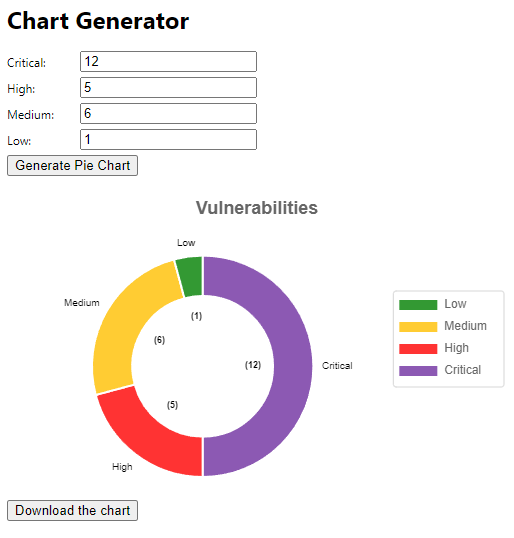 Chart Generator
Critical: 12
High: 5
Medium: 6
Low: 1
Generate Pie Chart
Vulnerabilities
Low
Medium
(1)
(6)
(12)
Critical
(5)
High
Low
Medium
High
Critical
Download the chart